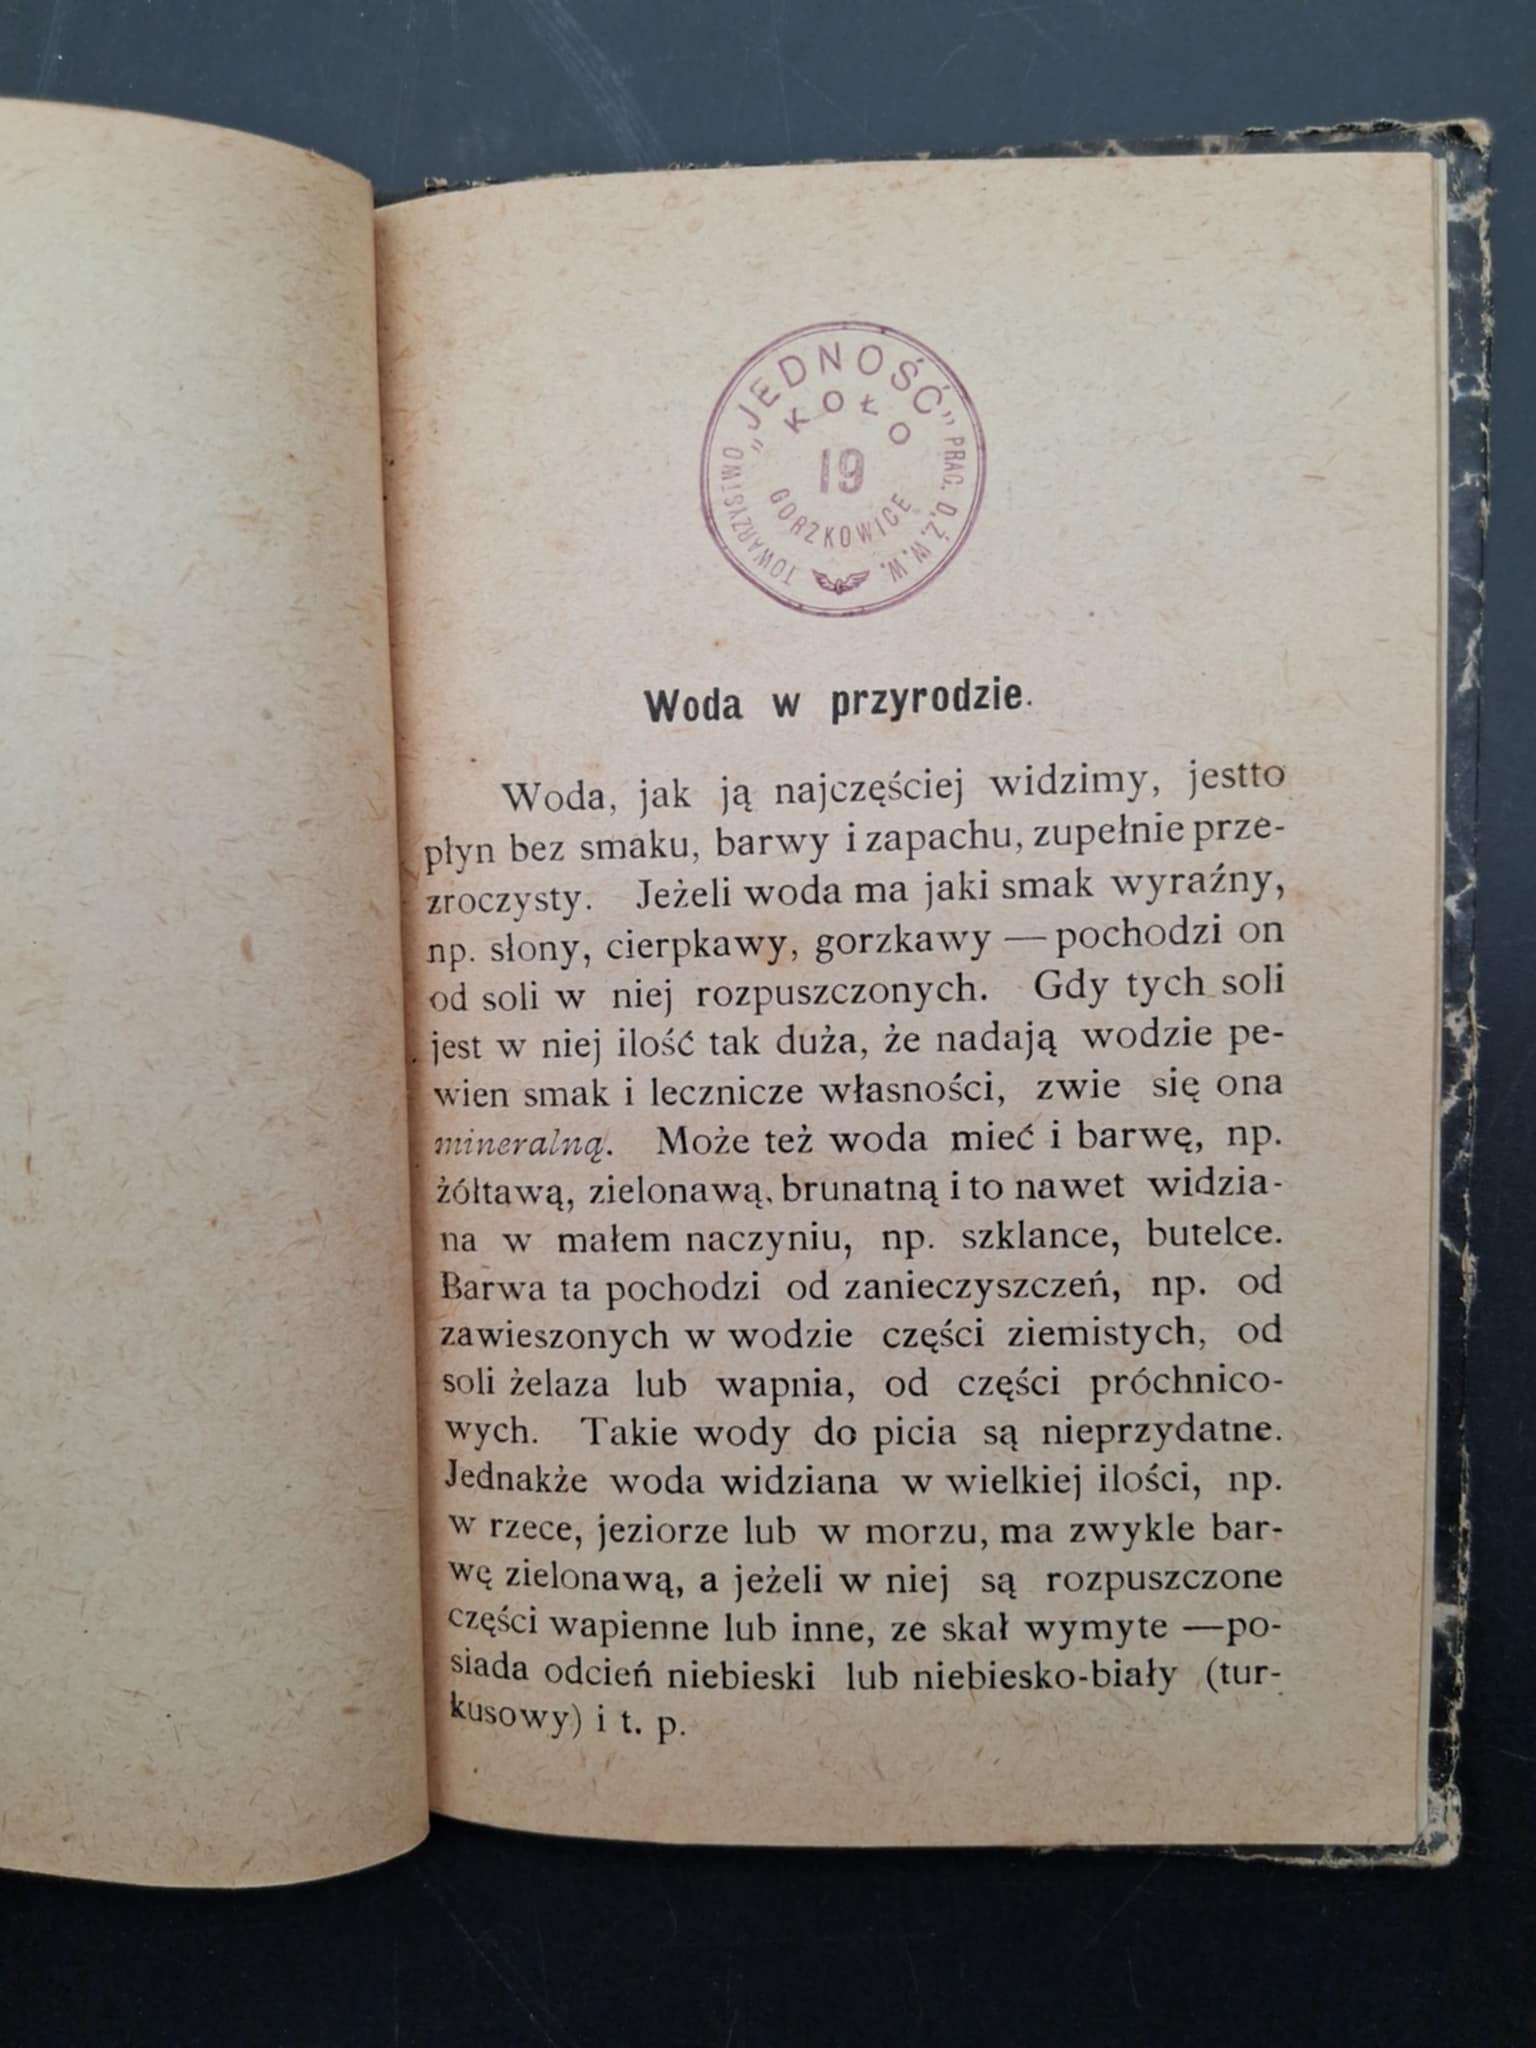 „JEDNOŚĆ”
KOŁO
19
GORZKOWICE
TOWARZYSTWO
PRAC. D. Ż. W. W.
Woda w przyrodzie.
Woda, jak ją najczęściej widzimy, jestto
płyn bez smaku, barwy i zapachu, zupełnie prze-
zroczysty. Jeżeli woda ma jaki smak wyraźny,
np. słony, cierpkawy, gorzkawy — pochodzi on
od soli w niej rozpuszczonych. Gdy tych soli
jest w niej ilość tak duża, że nadają wodzie pe-
wien smak i lecznicze własności, zwie się ona
mineralną. Może też woda mieć i barwę, np.
żółtawą, zielonawą, brunatną i to nawet widzia-
na w małem naczyniu, np. szklance, butelce.
Barwa ta pochodzi od zanieczyszczeń, np. od
zawieszonych w wodzie części ziemistych, od
soli żelaza lub wapnia, od części próchnico-
wych. Takie wody do picia są nieprzydatne.
Jednakże woda widziana w wielkiej ilości, np.
w rzece, jeziorze lub w morzu, ma zwykle bar-
wę zielonawą, a jeżeli w niej są rozpuszczone
części wapienne lub inne, ze skał wymyte —po-
siada odcień niebieski lub niebiesko-biały (tur-
kusowy) i t. p.